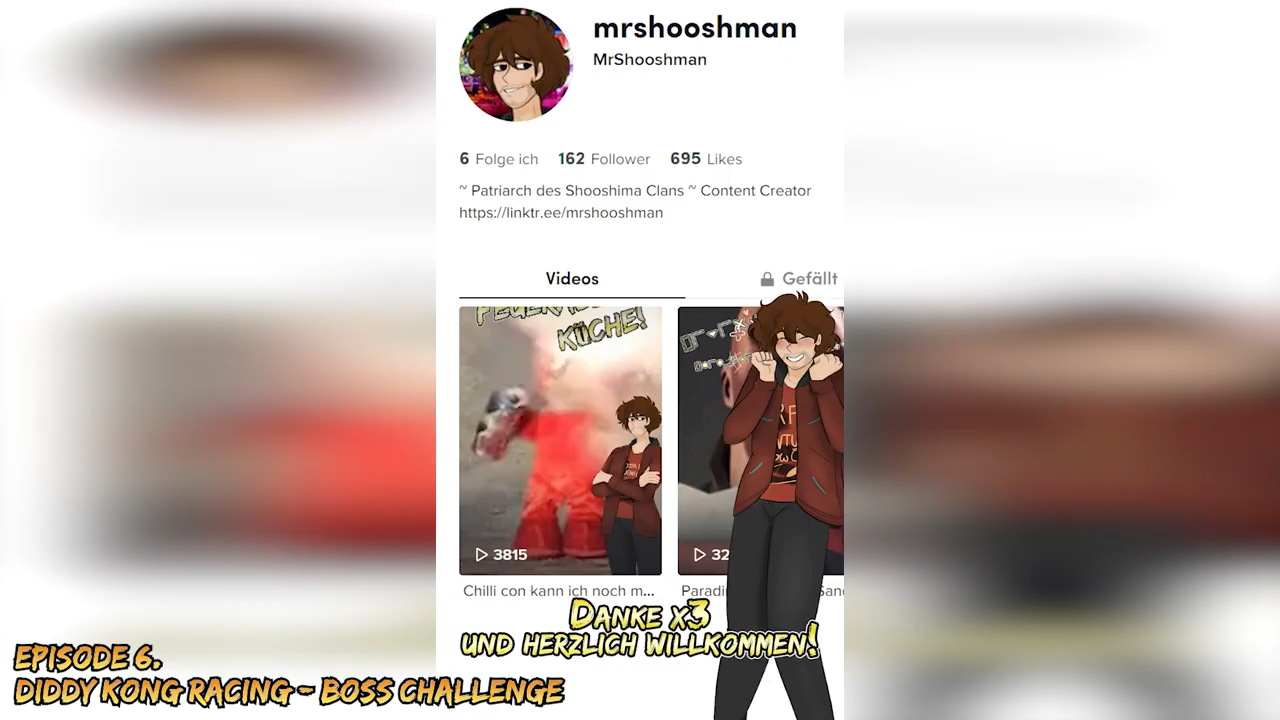 mrshooshman
MrShooshman
6 Folge ich 162 Follower 695 Likes
~ Patriarch des Shooshima Clans ~ Content Creator
https://linktr.ee/mrshooshman
Videos Gefällt
KÜCHE!
3815
32
Chilli con kann ich noch m...
DANKE X3
UND HERZLICH WILLKOMMEN!
EPISODE 6.
DIDDY KONG RACING - BOSS CHALLENGE